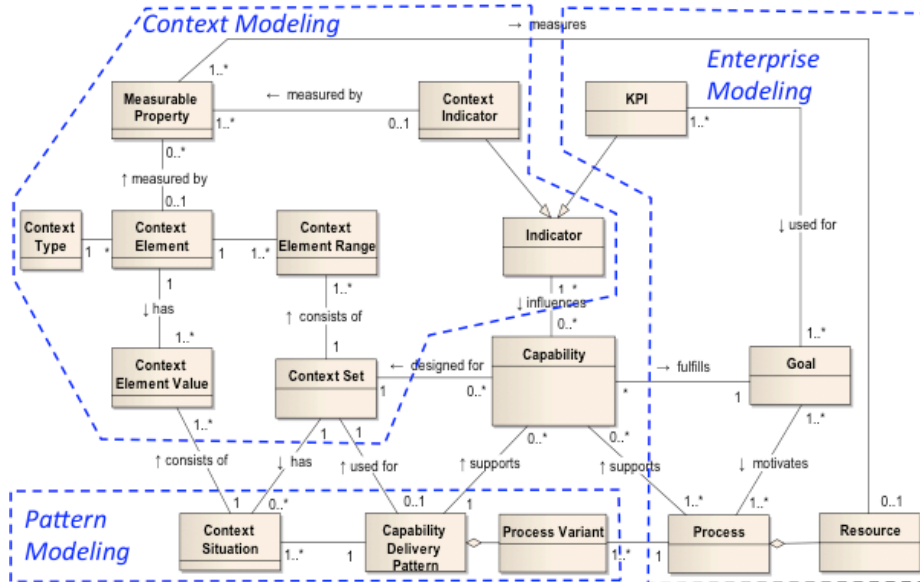 Context Modeling
→ measures
Enterprise
Modeling
1..*
Measurable
Property
← measured by
1..*
0..1
Context
Indicator
KPI
1..*
0..*
↑ measured by
0..1
↓ used for
Context
Type
1
*
Context
Element
1
1..*
Context
Element Range
Indicator
1
↓ has
1..*
1..*
↑ consists of
1
1..*
↓ influences
0..*
1..*
Context
Element Value
Context Set
1
← designed for
0..*
Capability
*
→ fulfills
1
Goal
1..*
↑ consists of
1
1
↓ has
1
↑ used for
0..*
↑ supports
0..*
↑ supports
1..*
↓ motivates
1
0..*
0..1
1
1..*
1..*
0..1
Pattern
Modeling
Context
Situation
1..*
1
Capability
Delivery
Pattern
Process Variant
1..*
1
Process
Resource